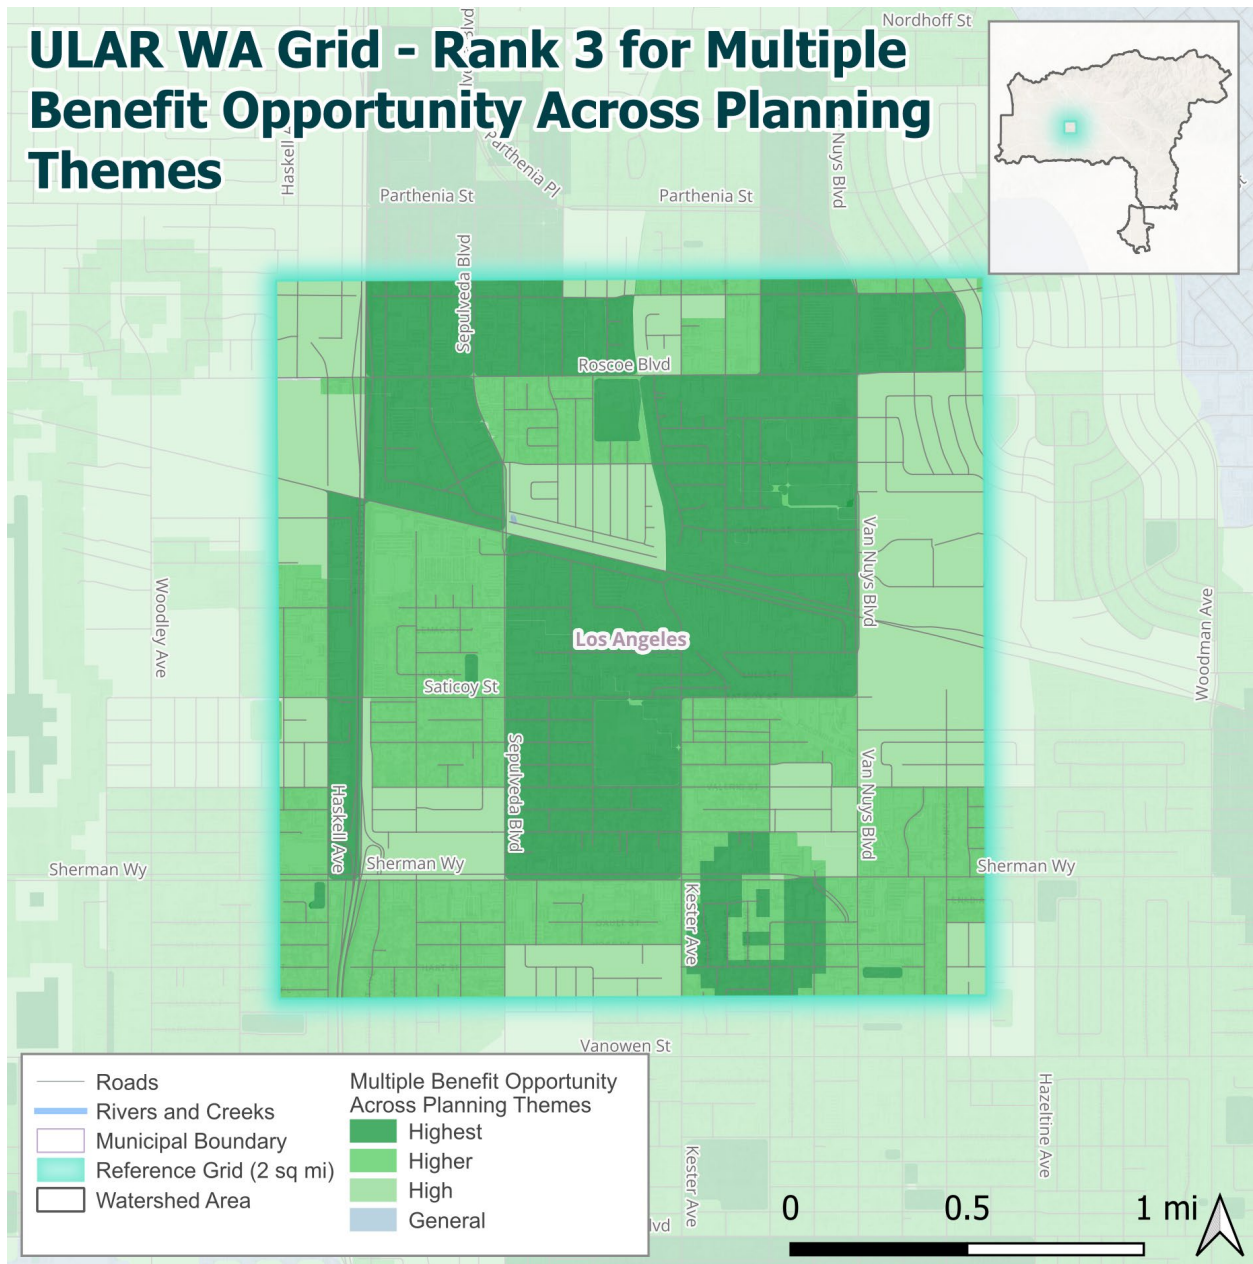 Nordhoff St
ULAR WA Grid - Rank 3 for Multiple
Benefit Opportunity Across Planning
Themes
Parthenia Pl
Nuys Blvd
Haskell
Parthenia St
Parthenia St
Sepulveda Blvd
Roscoe Blvd
Van Nuys Blvd
Woodley Ave
Woodman Ave
Los Angeles
Saticoy St
Sepulveda Blvd
Van Nuys Blvd
Haskell Ave
Sherman Wy
Sherman Wy
Sherman Wy
Kester Ave
Vanowen St
Hazeltine Ave
Kester Ave
lvd
Roads
Rivers and Creeks
Municipal Boundary
Reference Grid (2 sq mi)
Watershed Area
Multiple Benefit Opportunity
Across Planning Themes
Highest
Higher
High
General
0 0.5 1 mi